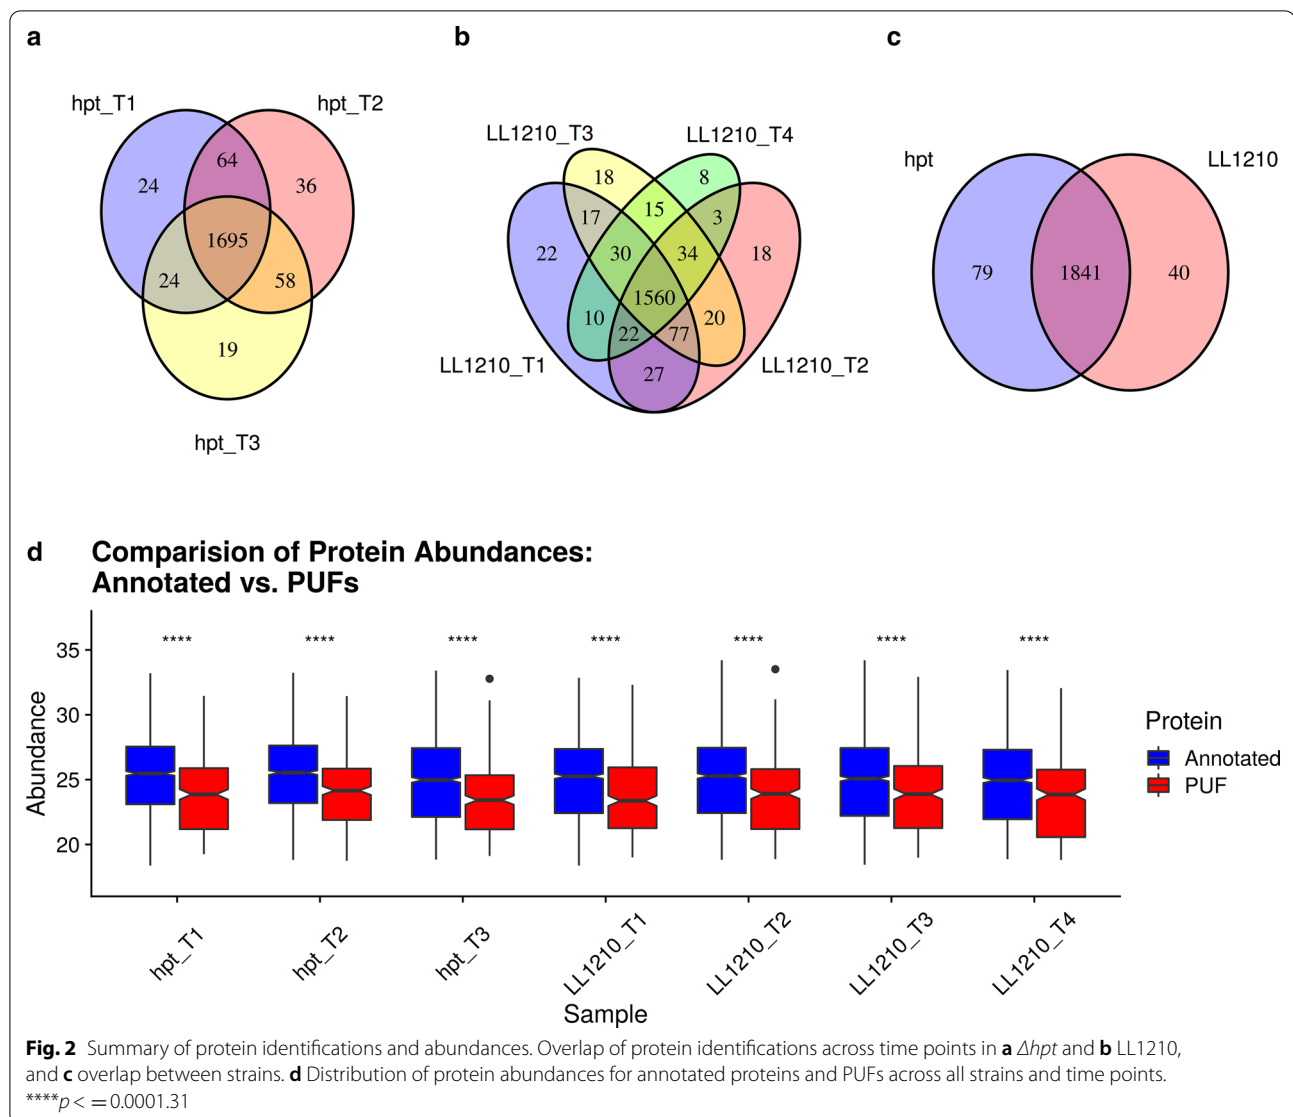 a
b
c
hpt_T1
hpt_T2
64
24
36
1695
24
58
19
hpt_T3
LL1210_T3
LL1210_T4
18
8
17
15
3
22
30
34
18
1560
10
20
22
77
27
LL1210_T1
LL1210_T2
hpt
LL1210
79
1841
40
d
Comparision of Protein Abundances:
Annotated vs. PUFs
Abundance
35
30
25
20
****
****
****
****
****
****
****
hpt_T1
hpt_T2
hpt_T3
LL1210_T1
LL1210_T2
LL1210_T3
LL1210_T4
Sample
Protein
Annotated
PUF
Fig. 2 Summary of protein identifications and abundances. Overlap of protein identifications across time points in a Δhpt and b LL1210,
and c overlap between strains. d Distribution of protein abundances for annotated proteins and PUFs across all strains and time points.
****p < = 0.0001.31